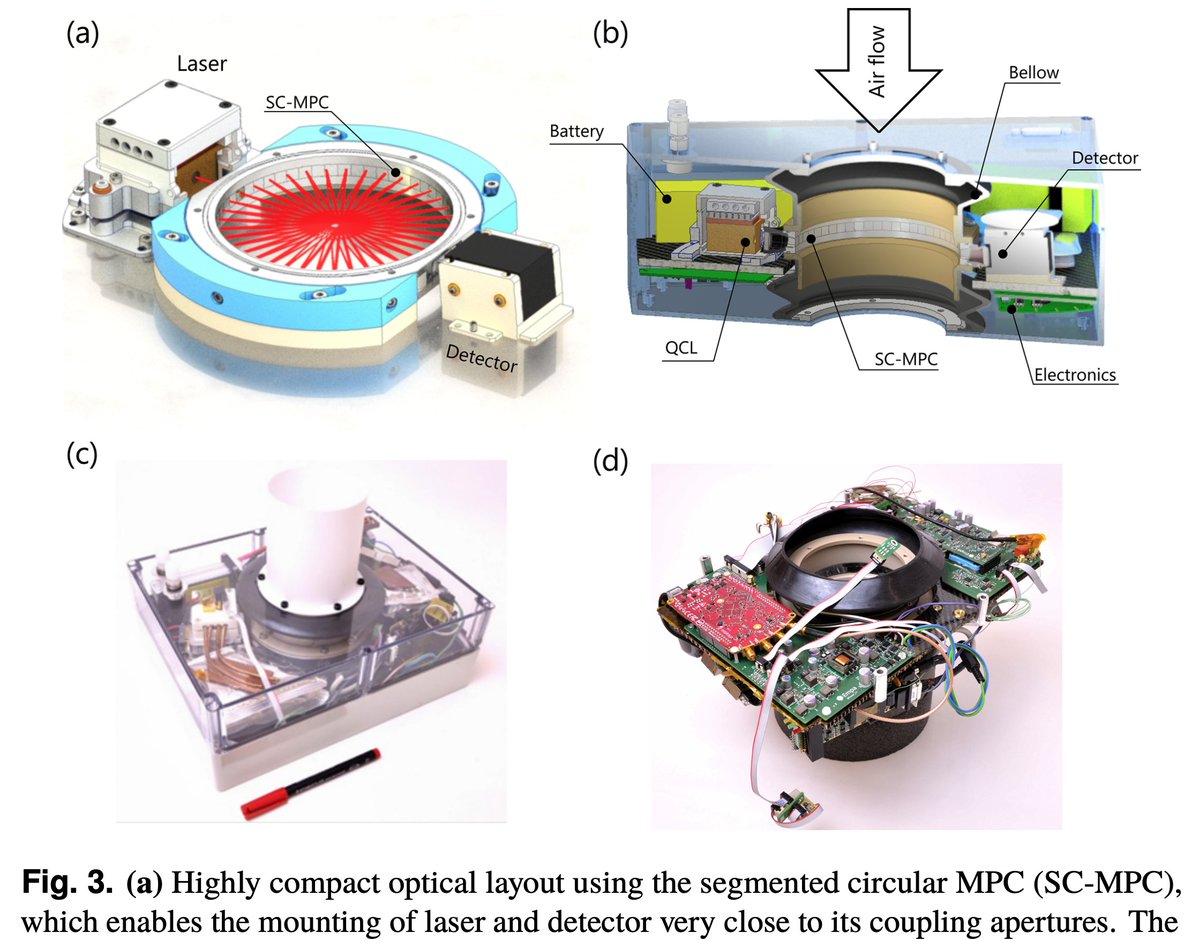 (a)
Laser
SC-MPC
Detector
(b)
Air flow
Bellow
Battery
Detector
QCL
SC-MPC
Electronics
(c)
(d)
Empa
Fig. 3. (a) Highly compact optical layout using the segmented circular MPC (SC-MPC),
which enables the mounting of laser and detector very close to its coupling apertures. The